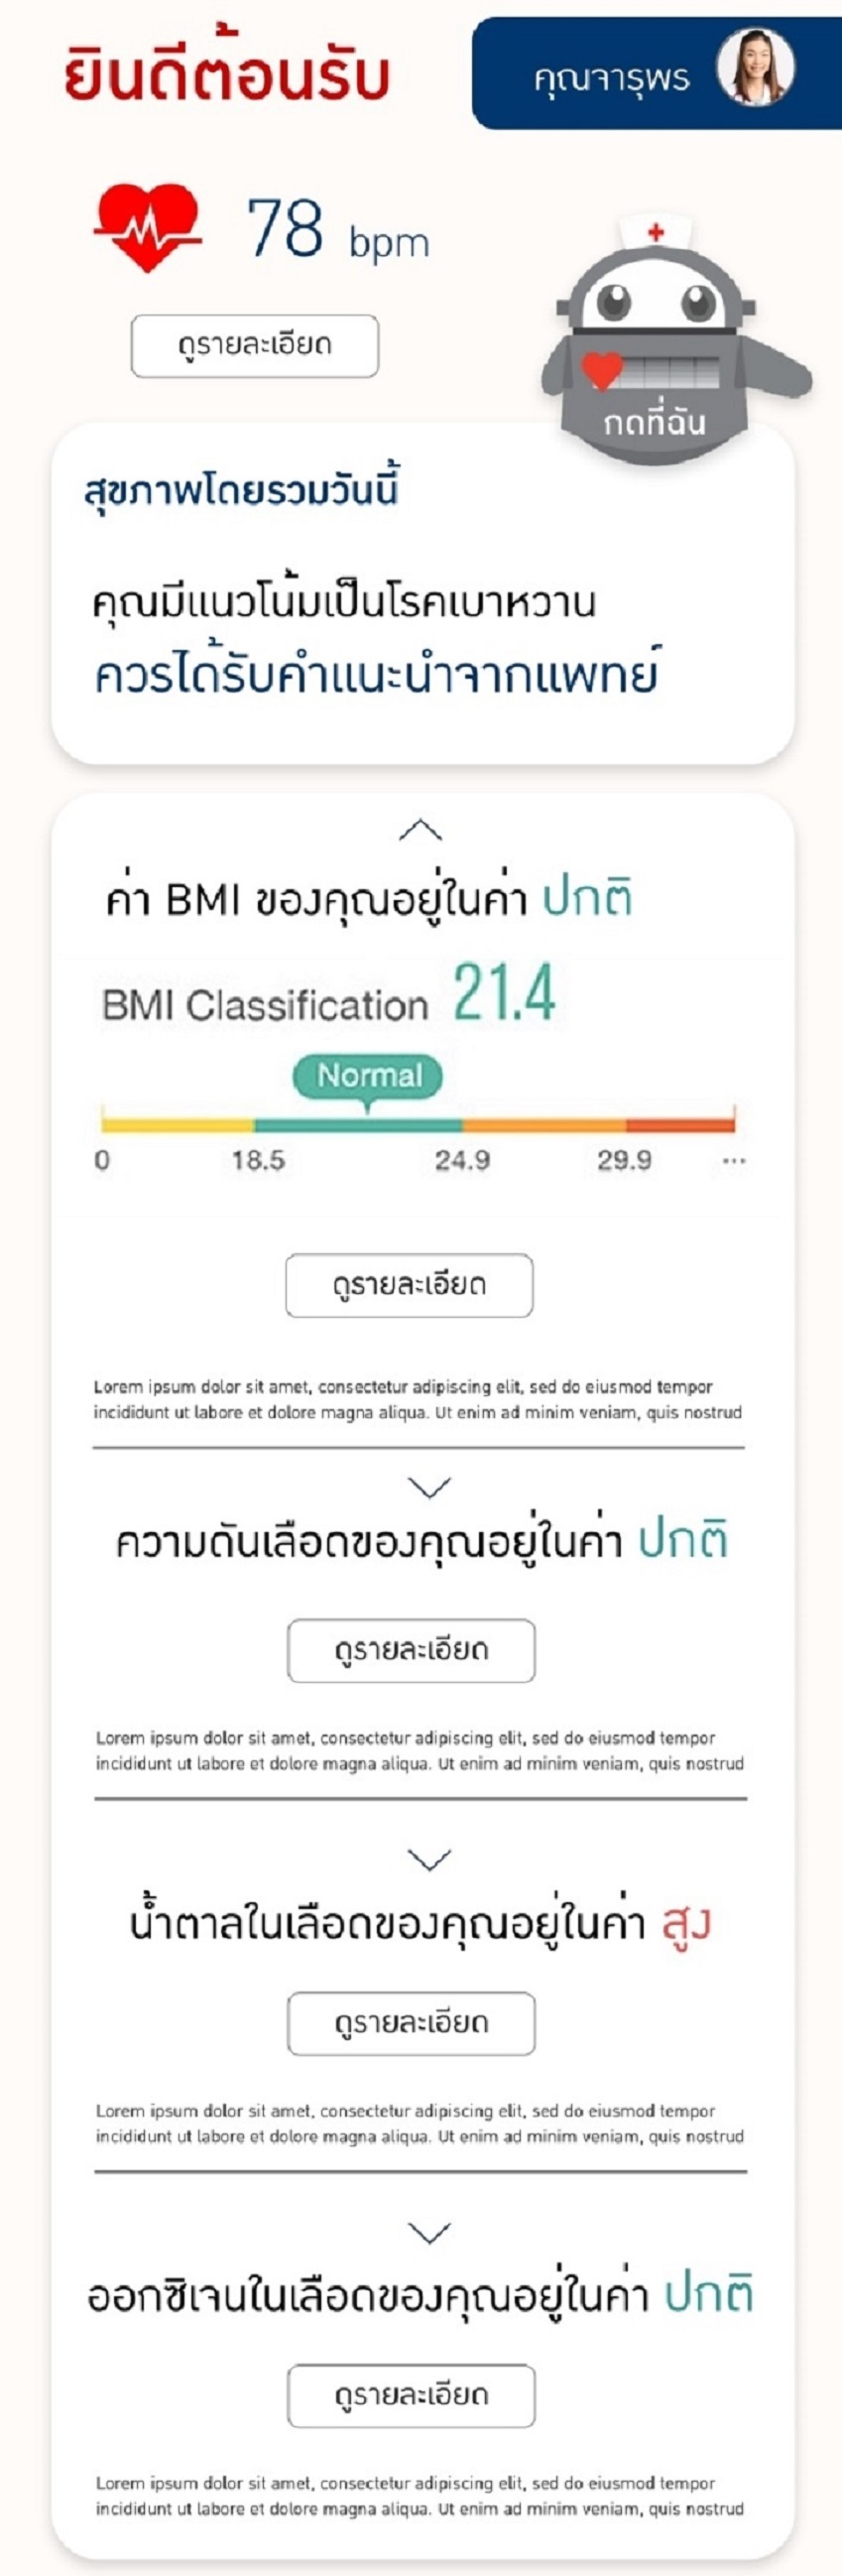 ยินดีต้อนรับ
คุณจารุพร
78 bpm
ดูรายละเอียด
กดที่ฉัน
สุขภาพโดยรวมวันนี้
คุณมีแนวโน้มเป็นโรคเบาหวาน
ควรได้รับคำแนะนำจากแพทย์
ค่า BMI ของคุณอยู่ในค่า ปกติ
BMI Classification 21.4
Normal
0 18.5 24.9 29.9 ...
ดูรายละเอียด
Lorem ipsum dolor sit amet, consectetur adipiscing elit, sed do eiusmod tempor
incididunt ut labore et dolore magna aliqua. Ut enim ad minim veniam, quis nostrud
ความดันเลือดของคุณอยู่ในค่า ปกติ
ดูรายละเอียด
Lorem ipsum dolor sit amet, consectetur adipiscing elit, sed do eiusmod tempor
incididunt ut labore et dolore magna aliqua. Ut enim ad minim veniam, quis nostrud
น้ำตาลในเลือดของคุณอยู่ในค่า สูง
ดูรายละเอียด
Lorem ipsum dolor sit amet, consectetur adipiscing elit, sed do eiusmod tempor
incididunt ut labore et dolore magna aliqua. Ut enim ad minim veniam, quis nostrud
ออกซิเจนในเลือดของคุณอยู่ในค่า ปกติ
ดูรายละเอียด
Lorem ipsum dolor sit amet, consectetur adipiscing elit, sed do eiusmod tempor
incididunt ut labore et dolore magna aliqua. Ut enim ad minim veniam, quis nostrud